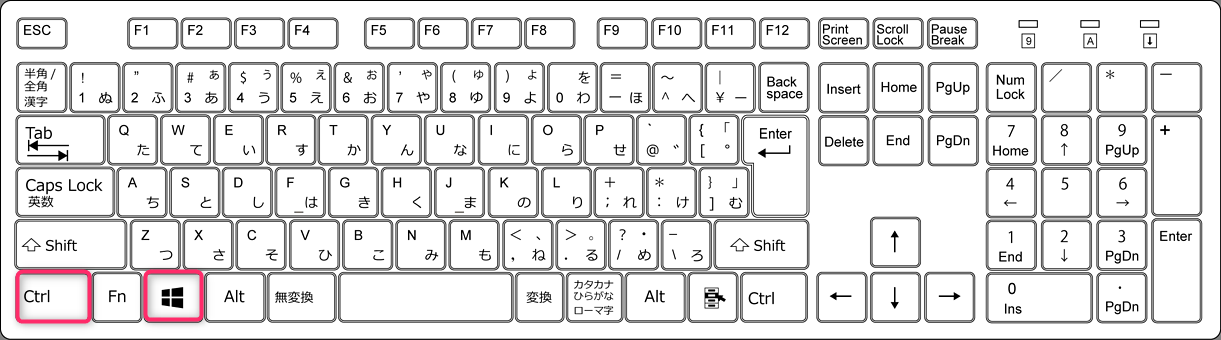 ESC F1 F2 F3 F4 F5 F6 F7 F8 F9 F10 F11 F12 Print Screen Scroll Lock Pause Break 9 A ⬇
半角/全角 漢字 ! 1 ぬ " 2 ふ # ぁ 3 あ $ ぅ 4 う % ぇ 5 え & ぉ 6 お ' ゃ 7 や ( ゅ 8 ゆ ) ょ 9 よ を 0 わ = ー ほ ～ ^ へ | ¥ ー Back space Insert Home PgUp Num Lock ／ ＊ －
Tab Q た W て E い R す T か Y ん U な I に O ら P せ ` @ ゛ { 「 [ ° Enter Delete End PgDn 7 Home 8 ↑ 9 PgUp +
Caps Lock 英数 A ち S と D し F _は G き H く J _ま K の L り + ; れ * : け } 」 ] む 4 ← 5 6 →
Shift Z つ X さ C そ V ひ B こ N み M も < 、 , ね > 。 . る ? ・ / め _ \ ろ Shift ↑ 1 End 2 ↓ 3 PgDn Enter
Ctrl Fn Alt 無変換 変換 カタカナ ひらがな ローマ字 Alt Ctrl ← ↓ → 0 Ins . PgDn